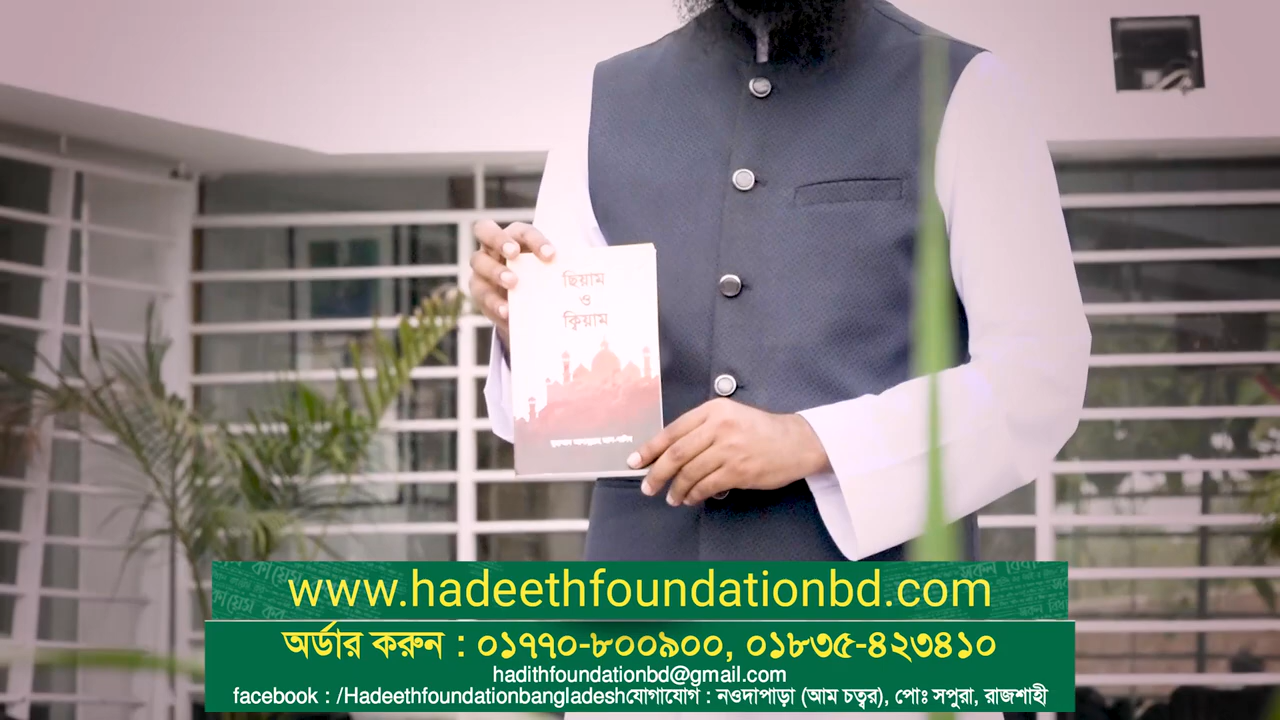 ছিয়াম
ও
ক্বিয়াম
www.hadeethfoundationbd.com
অর্ডার করুন : ০১৭৭০-৮০০৯০০, ০১৮৩৫-৪২৩৪১০
hadithfoundationbd@gmail.com
facebook : /Hadeethfoundationbangladeshযোগাযোগ : নওদাপাড়া (আম চত্বর), পোঃ সপুরা, রাজশাহী